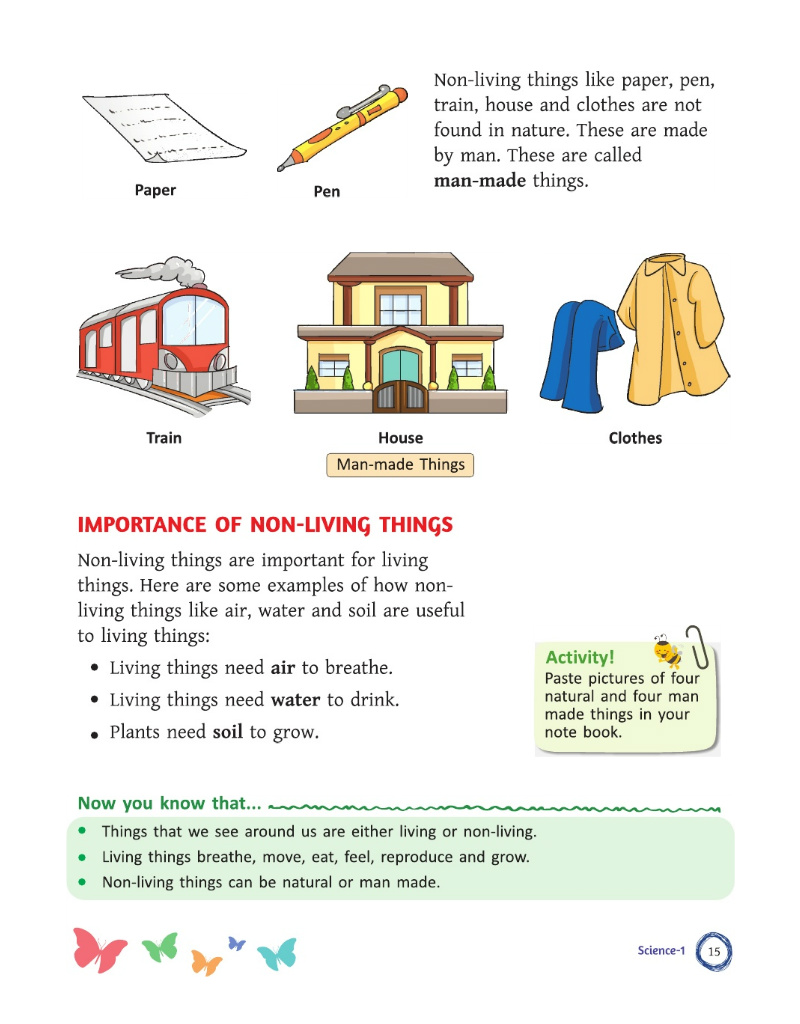 Non-living things like paper, pen,
train, house and clothes are not
found in nature. These are made
by man. These are called
man-made things.
Paper
Pen
Train
House
Clothes
Man-made Things
IMPORTANCE OF NON-LIVING THINGS
Non-living things are important for living
things. Here are some examples of how non-
living things like air, water and soil are useful
to living things:
• Living things need air to breathe.
• Living things need water to drink.
• Plants need soil to grow.
Activity!
Paste pictures of four
natural and four man
made things in your
note book.
Now you know that...
• Things that we see around us are either living or non-living.
• Living things breathe, move, eat, feel, reproduce and grow.
• Non-living things can be natural or man made.
Science-1
15